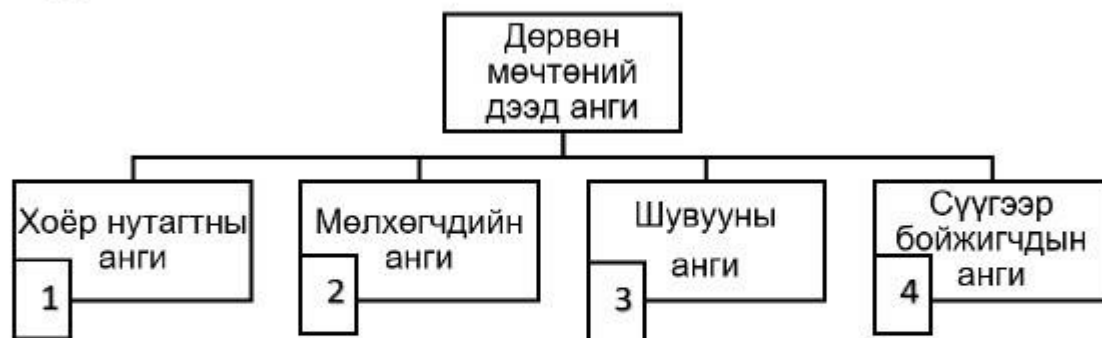 Дөрвөн
мөчтөний
дээд анги
Хоёр нутагтны
анги
1
Мөлхөгчдийн
анги
2
Шувууны
анги
3
Сүүгээр
бойжигчдын
анги
4